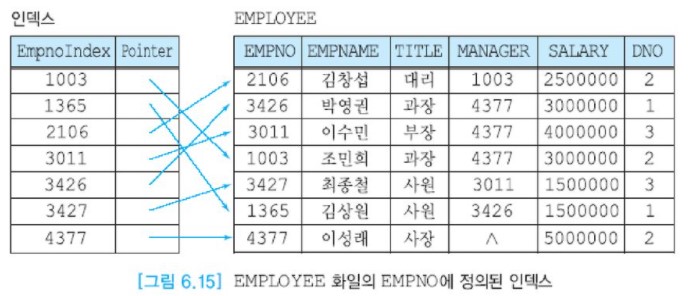 인덱스 EMPLOYEE
EmpnoIndex Pointer EMPNO EMPNAME TITLE MANAGER SALARY DNO
1003 2106 김창섭 대리 1003 2500000 2
1365 3426 박영권 과장 4377 3000000 1
2106 3011 이수민 부장 4377 4000000 3
3011 1003 조민희 과장 4377 3000000 2
3426 3427 최종철 사원 3011 1500000 3
3427 1365 김상원 사원 3426 1500000 1
4377 4377 이성래 사장 ∧ 5000000 2
[그림 6.15] EMPLOYEE 화일의 EMPNO에 정의된 인덱스